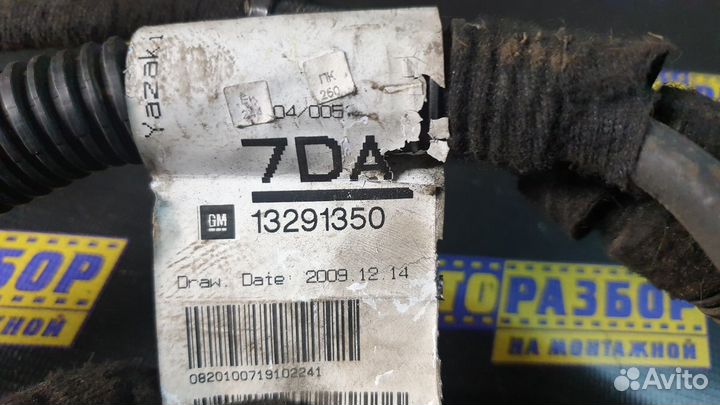 Yazaki
ПК
260
04/005
7DA
GM 13291350
Draw. Date: 2009.12.14
0820100719102241
ЗБОР
ТАЖНОЙ
ТОРАЗБОР
НА МОНТАЖНОЙ
Avito